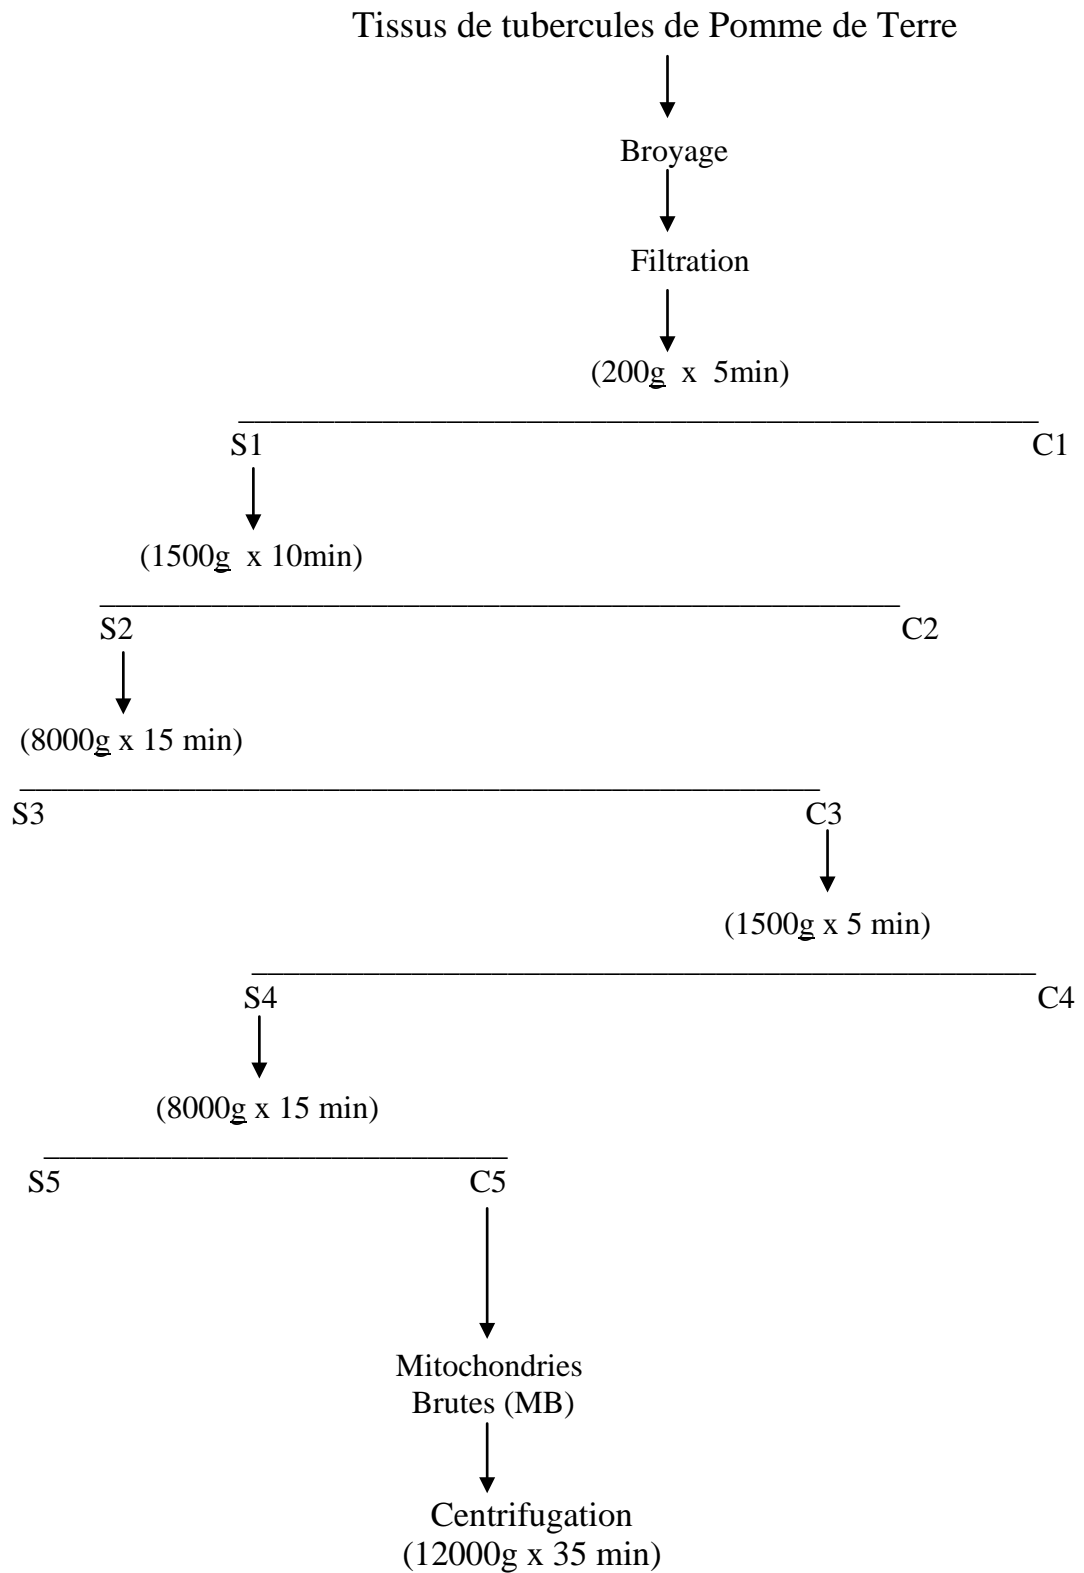 Tissus de tubercules de Pomme de Terre
Broyage
Filtration
(200g x 5min)
S1 C1
(1500g x 10min)
S2 C2
(8000g x 15 min)
S3 C3
(1500g x 5 min)
S4 C4
(8000g x 15 min)
S5 C5
Mitochondries
Brutes (MB)
Centrifugation
(12000g x 35 min)